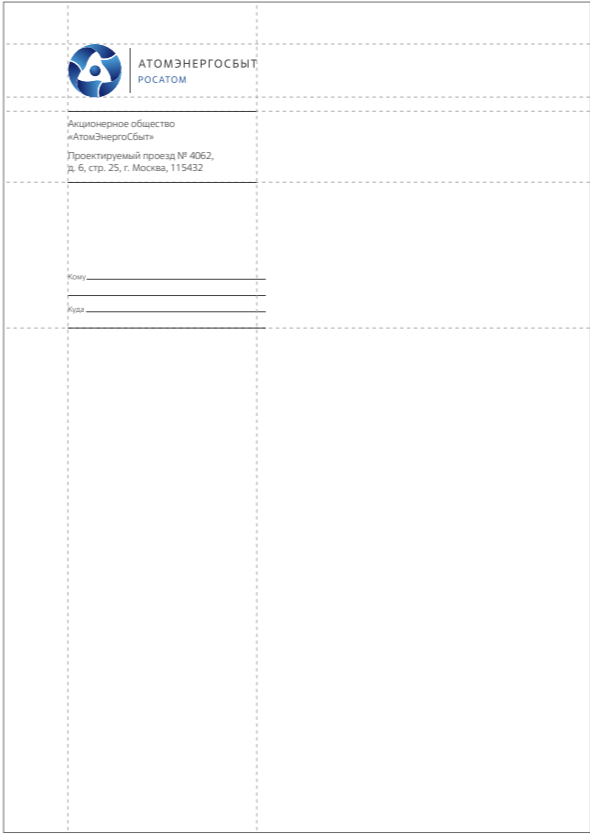 АТОМЭНЕРГОСБЫТ
РОСАТОМ
Акционерное общество
«АтомЭнергоСбыт»
Проектируемый проезд № 4062,
д. 6, стр. 25, г. Москва, 115432
Кому
Куда